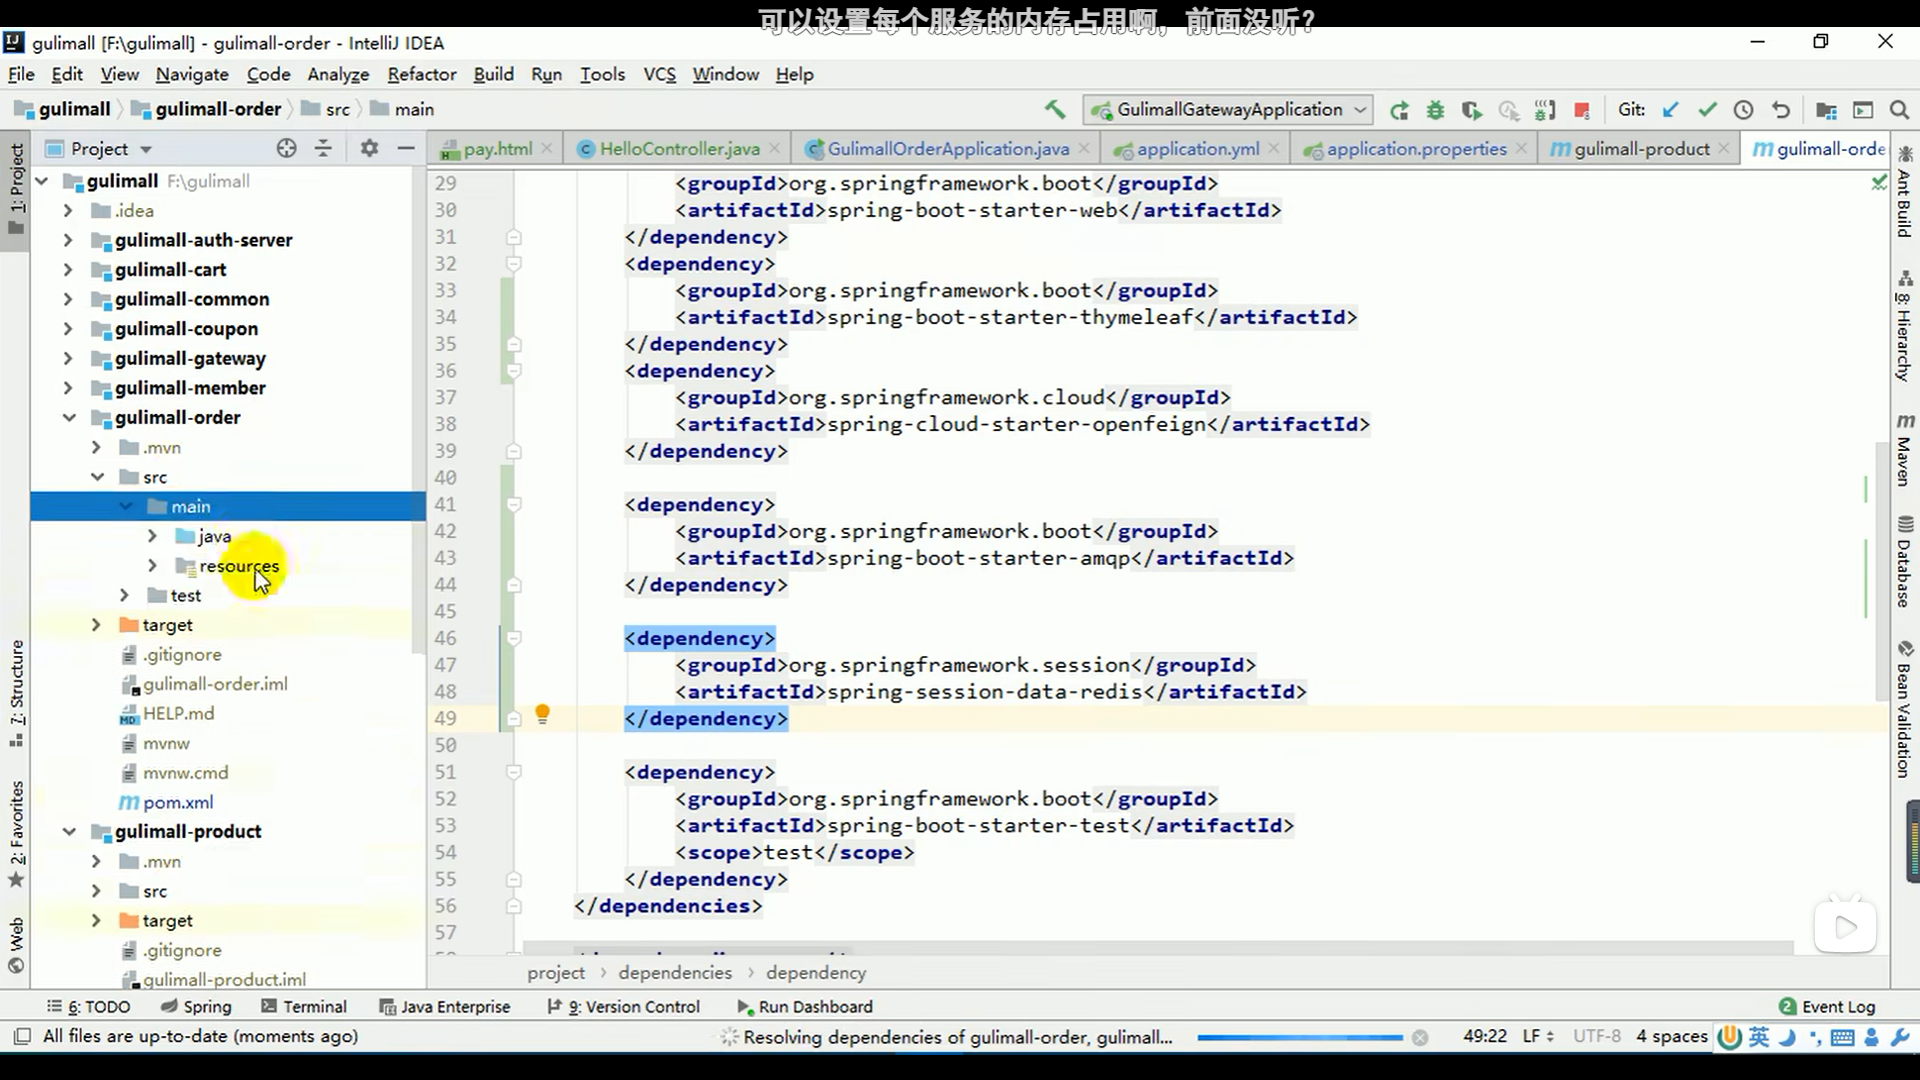 可以设置每个服务的内存占用啊，前面没听？
gulimall [F:\gulimall] - gulimall-order - IntelliJ IDEA
File Edit View Navigate Code Analyze Refactor Build Run Tools VCS Window Help
gulimall gulimall-order src main
GulimallGatewayApplication
Git:
Project
pay.html
HelloController.java
GulimallOrderApplication.java
application.yml
application.properties
gulimall-product
gulimall-orde
1: Project
7: Structure
2: Favorites
Web
gulimall F:\gulimall
.idea
gulimall-auth-server
gulimall-cart
gulimall-common
gulimall-coupon
gulimall-gateway
gulimall-member
gulimall-order
.mvn
src
main
java
resources
test
target
.gitignore
gulimall-order.iml
HELP.md
mvnw
mvnw.cmd
pom.xml
gulimall-product
.mvn
src
target
.gitignore
gulimall-product.iml
29 <groupId>org.springframework.boot</groupId>
30 <artifactId>spring-boot-starter-web</artifactId>
31 </dependency>
32 <dependency>
33 <groupId>org.springframework.boot</groupId>
34 <artifactId>spring-boot-starter-thymeleaf</artifactId>
35 </dependency>
36 <dependency>
37 <groupId>org.springframework.cloud</groupId>
38 <artifactId>spring-cloud-starter-openfeign</artifactId>
39 </dependency>
40
41 <dependency>
42 <groupId>org.springframework.boot</groupId>
43 <artifactId>spring-boot-starter-amqp</artifactId>
44 </dependency>
45
46 <dependency>
47 <groupId>org.springframework.session</groupId>
48 <artifactId>spring-session-data-redis</artifactId>
49 </dependency>
50
51 <dependency>
52 <groupId>org.springframework.boot</groupId>
53 <artifactId>spring-boot-starter-test</artifactId>
54 <scope>test</scope>
55 </dependency>
56 </dependencies>
57
project dependencies dependency
Ant Build
8: Hierarchy
m Maven
Database
Bean Validation
6: TODO Spring Terminal Java Enterprise 9: Version Control Run Dashboard
2 Event Log
All files are up-to-date (moments ago)
Resolving dependencies of gulimall-order, gulimall...
49:22 LF UTF-8 4 spaces 英